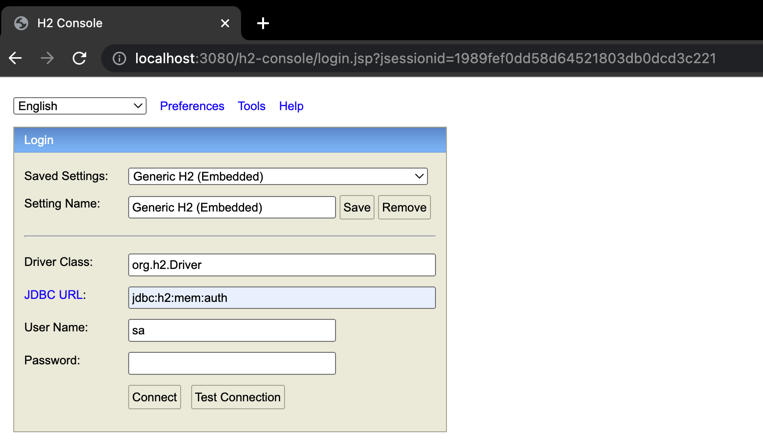 H2 Console
localhost:3080/h2-console/login.jsp?jsessionid=1989fef0dd58d64521803db0dcd3c221
English Preferences Tools Help
Login
Saved Settings: Generic H2 (Embedded)
Setting Name: Generic H2 (Embedded) Save Remove
Driver Class: org.h2.Driver
JDBC URL: jdbc:h2:mem:auth
User Name: sa
Password:
Connect Test Connection